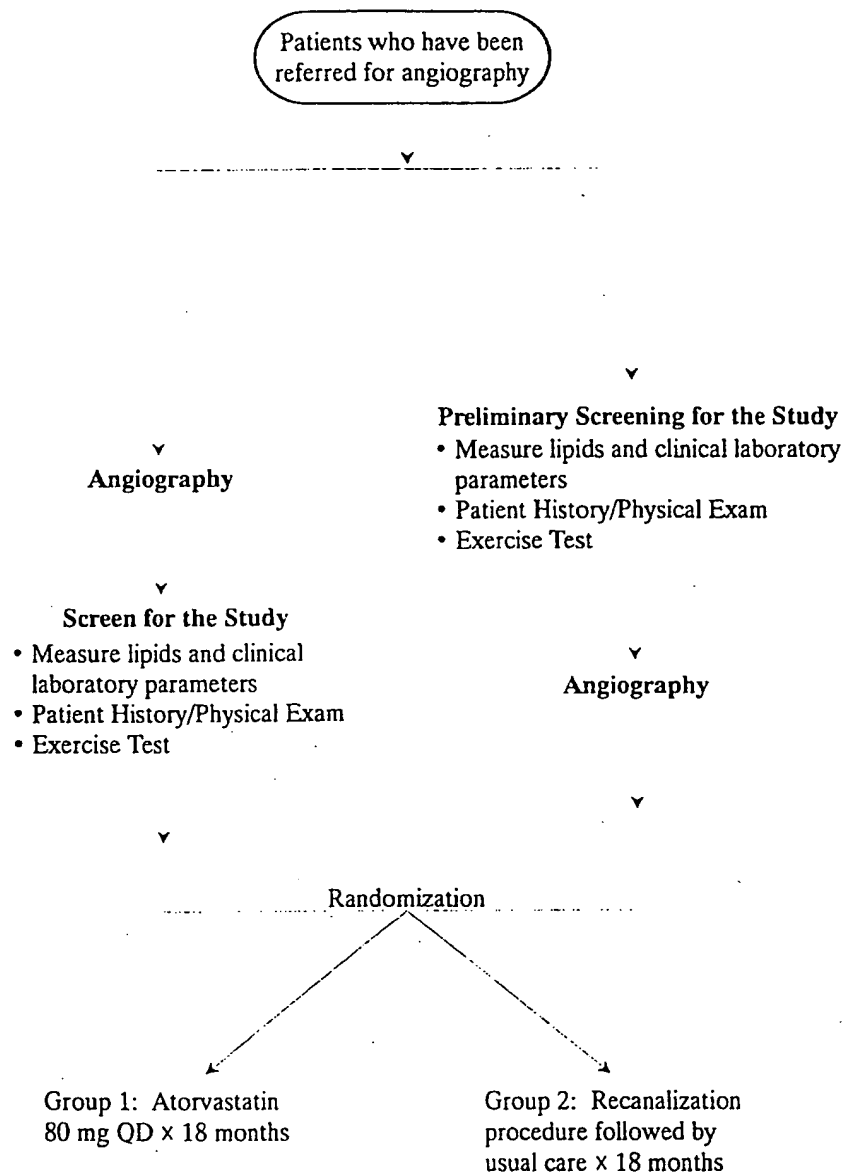 Patients who have been
referred for angiography
Angiography
Screen for the Study
• Measure lipids and clinical
laboratory parameters
• Patient History/Physical Exam
• Exercise Test
Preliminary Screening for the Study
• Measure lipids and clinical laboratory
parameters
• Patient History/Physical Exam
• Exercise Test
Angiography
Randomization
Group 1: Atorvastatin
80 mg QD × 18 months
Group 2: Recanalization
procedure followed by
usual care × 18 months